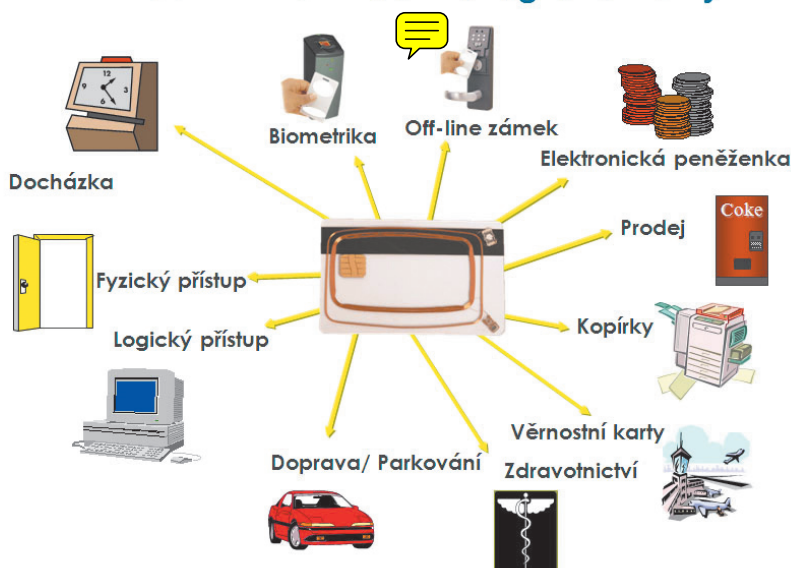 Biometrika
Off-line zámek
Elektronická peněženka
Docházka
Coke
Prodej
Fyzický přístup
Kopírky
Logický přístup
Věrnostní karty
Doprava/ Parkování
Zdravotnictví